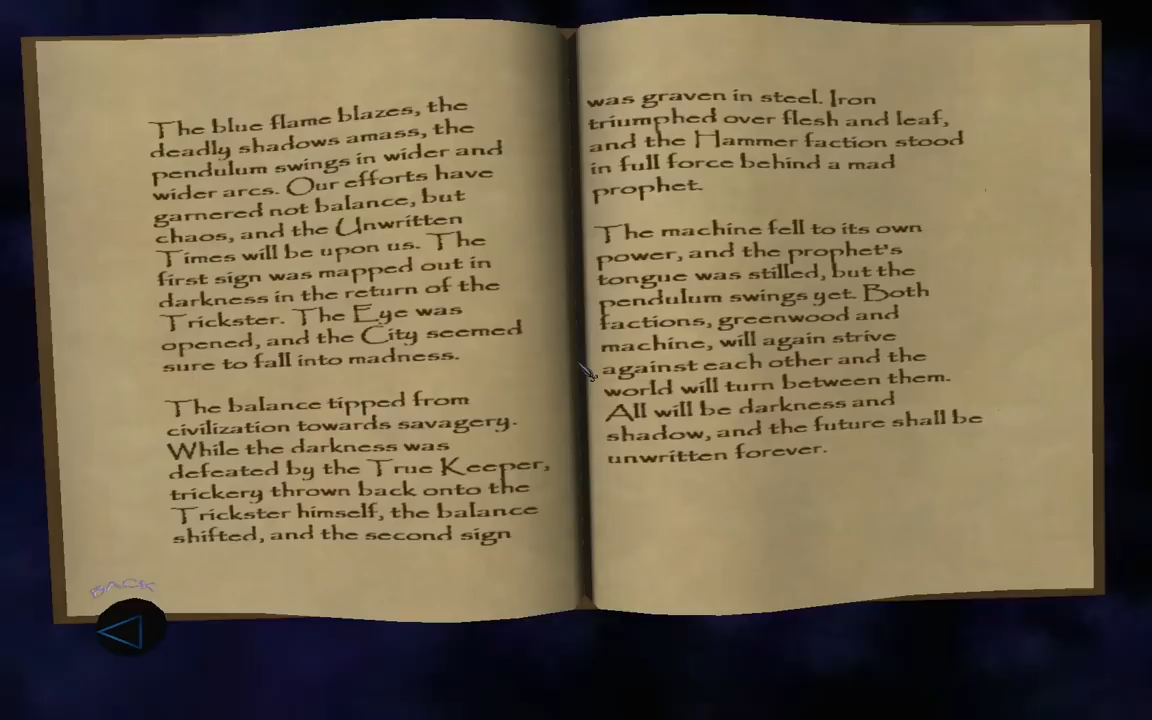 The blue flame blazes, the
deadly shadows amass, the
pendulum swings in wider and
wider arcs. Our efforts have
garnered not balance, but
chaos, and the Unwritten
Times will be upon us. The
first sign was mapped out in
darkness in the return of the
Trickster. The Eye was
opened, and the City seemed
sure to fall into madness.
The balance tipped from
civilization towards savagery.
While the darkness was
defeated by the True Keeper,
trickery thrown back onto the
Trickster himself, the balance
shifted, and the second sign
was graven in steel. Iron
triumphed over flesh and leaf,
and the Hammer faction stood
in full force behind a mad
prophet.
The machine fell to its own
power, and the prophet's
tongue was stilled, but the
pendulum swings yet. Both
factions, greenwood and
machine, will again strive
against each other and the
world will turn between them.
All will be darkness and
shadow, and the future shall be
unwritten forever.
BACK